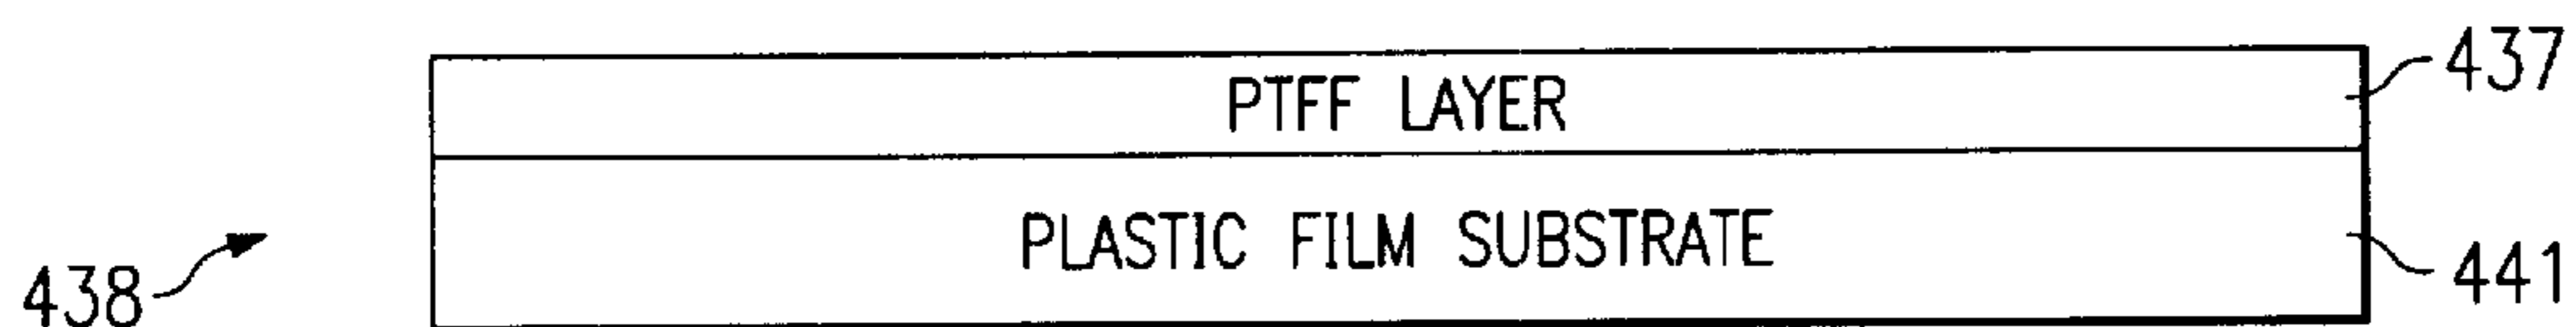 PTFF LAYER
437
PLASTIC FILM SUBSTRATE
438
441